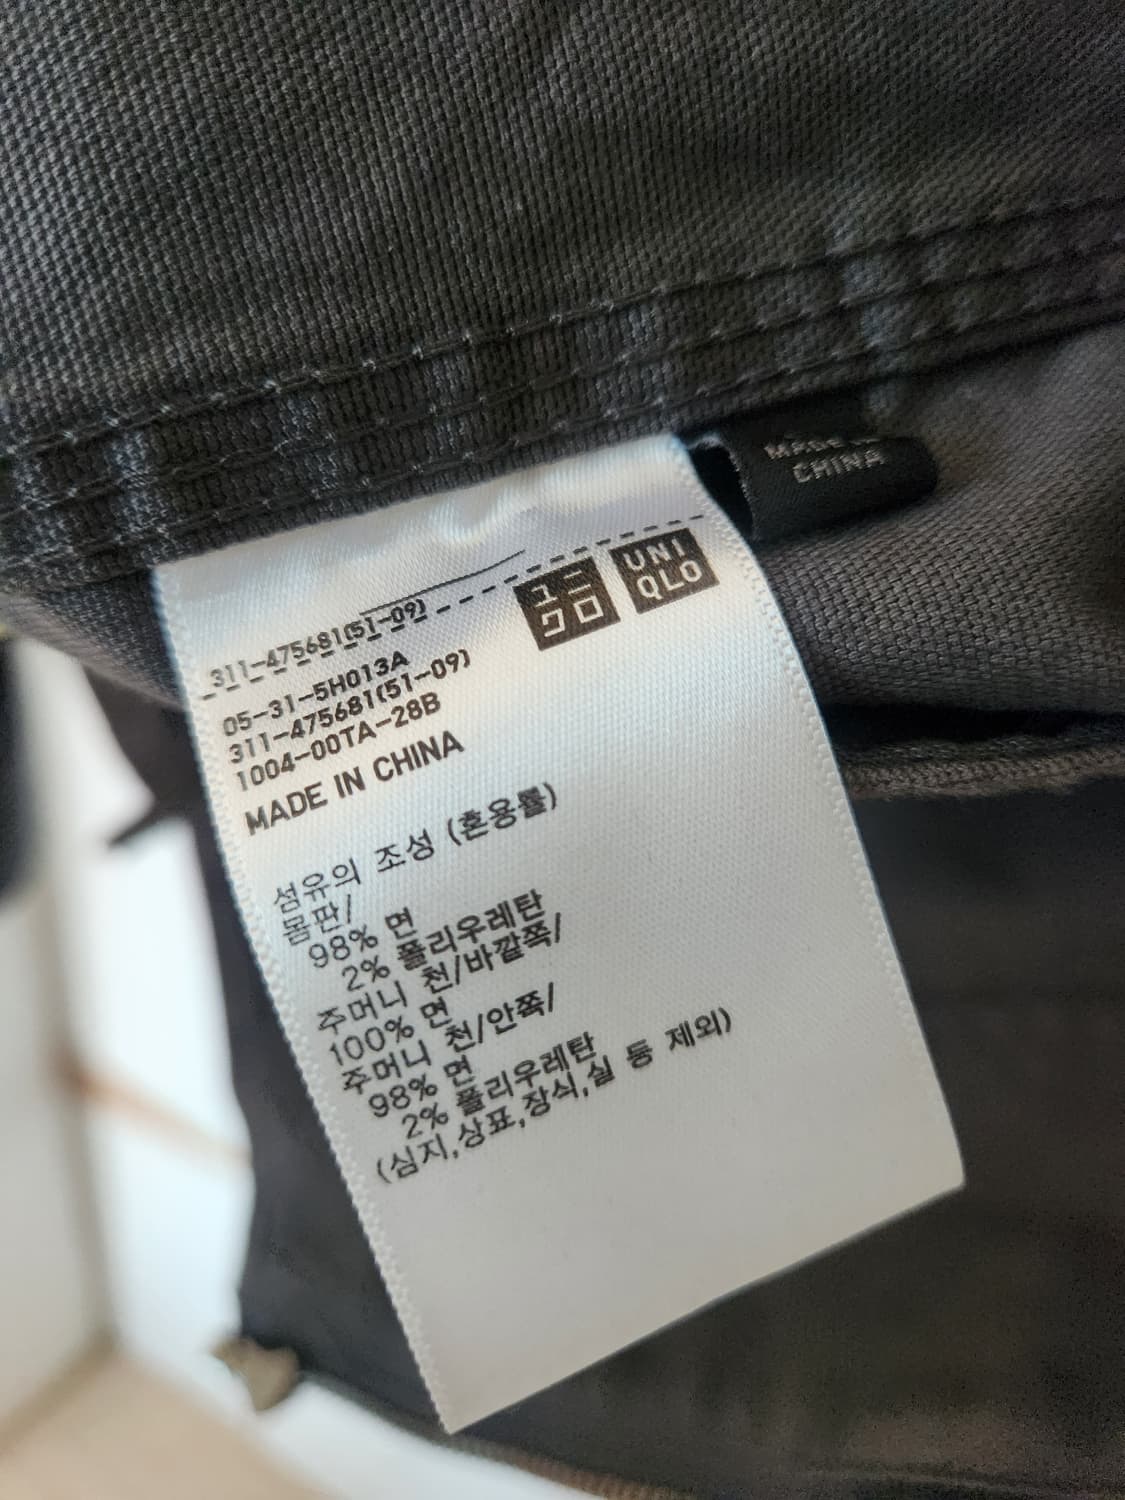 MADE IN
CHINA
ユニ
クロ
UNI
QLO
311-475681(51-09)
05-31-5H013A
311-475681(51-09)
1004-00TA-28B
MADE IN CHINA
섬유의 조성 (혼용률)
몸판/
98% 면
2% 폴리우레탄
주머니 천/바깥쪽/
100% 면
주머니 천/안쪽/
98% 면
2% 폴리우레탄
(심지,상표,장식,실 등 제외)